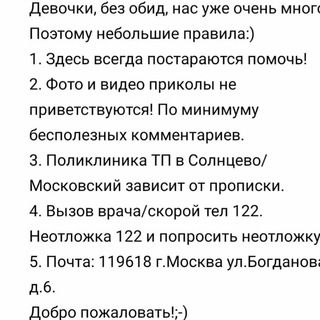 Девочки, без обид, нас уже очень много
Поэтому небольшие правила:)
1. Здесь всегда постараются помочь!
2. Фото и видео приколы не
приветствуются! По минимуму
бесполезных комментариев.
3. Поликлиника ТП в Солнцево/
Московский зависит от прописки.
4. Вызов врача/скорой тел 122.
Неотложка 122 и попросить неотложку
5. Почта: 119618 г.Москва ул.Богданова
д.6.
Добро пожаловать!;-)